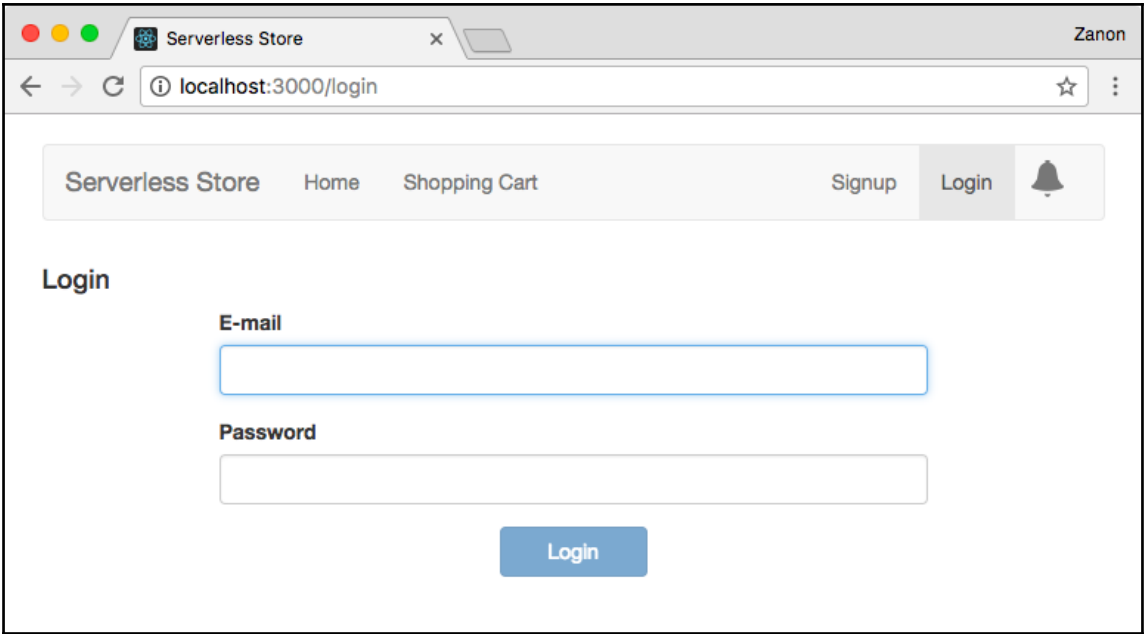 Serverless Store
Zanon
localhost:3000/login
Serverless Store Home Shopping Cart Signup Login
Login
E-mail
Password
Login